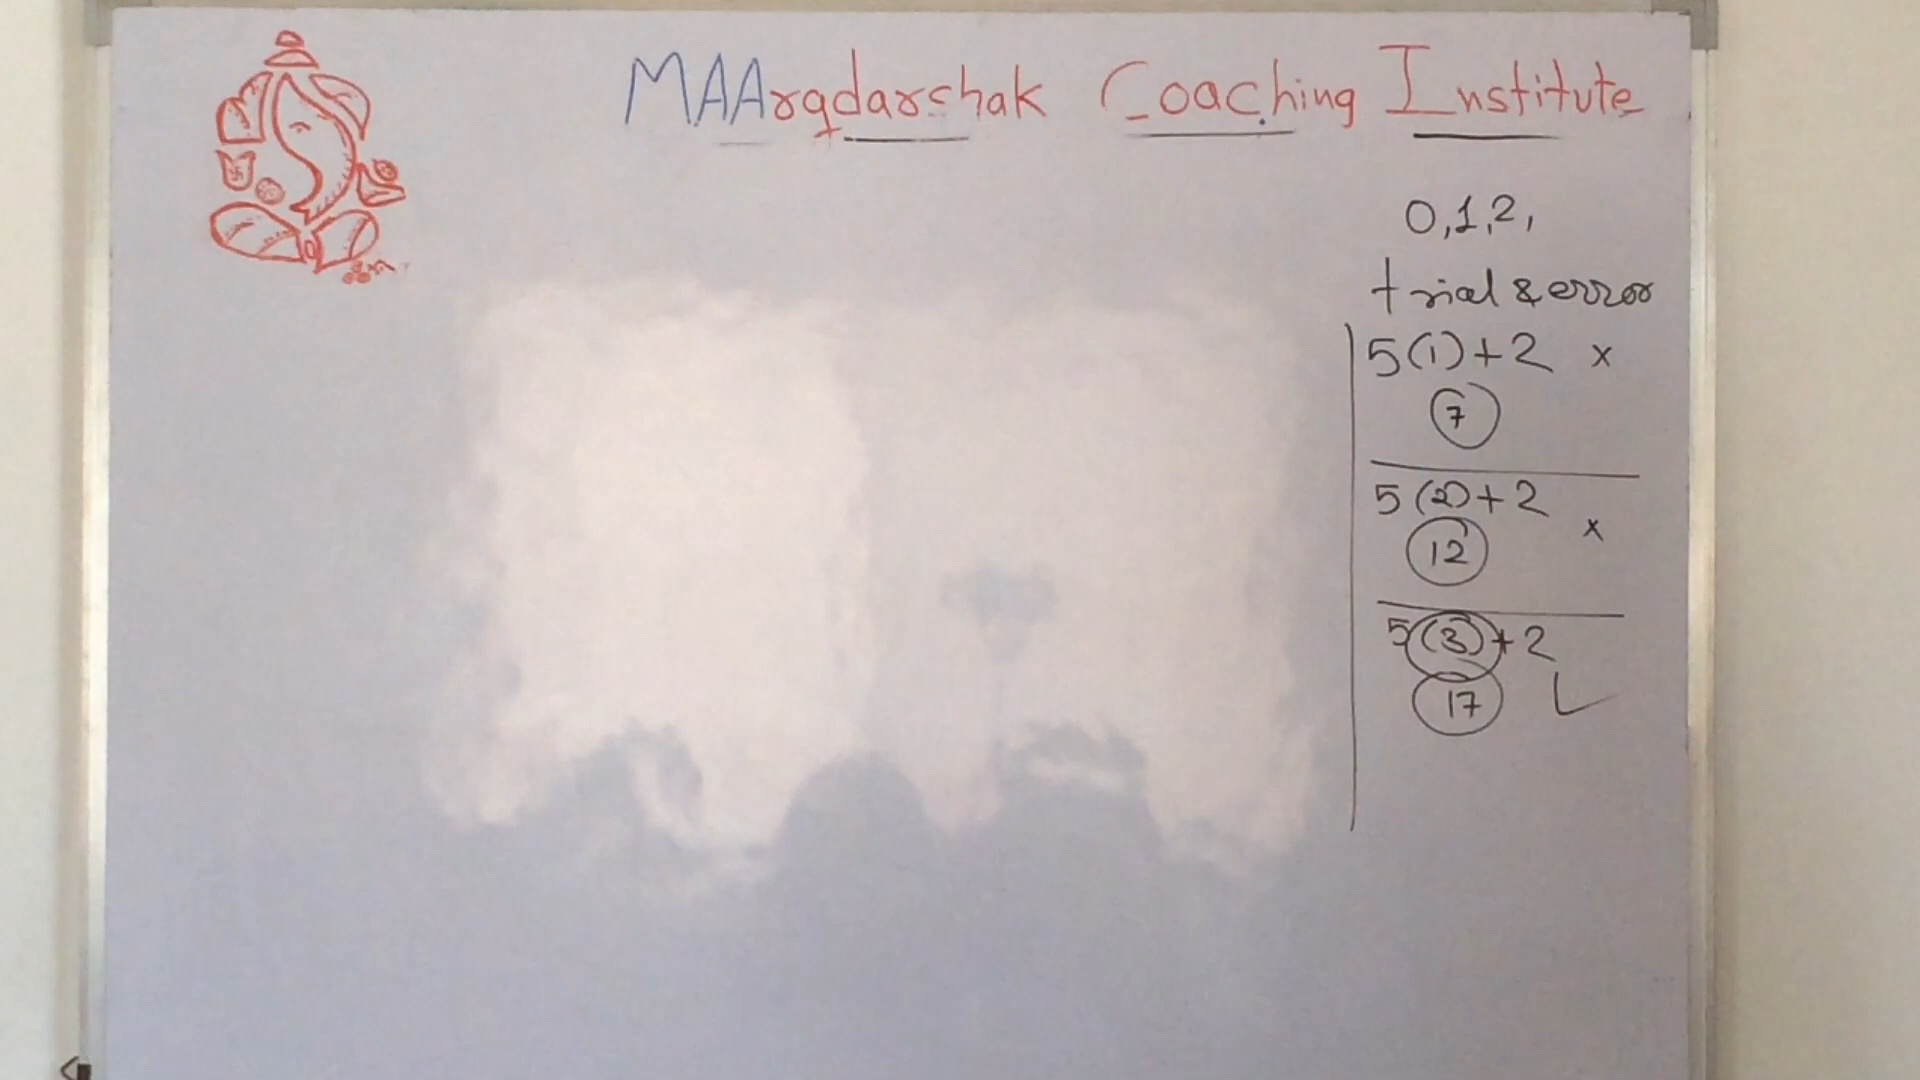 MAArgdarshak Coaching Institute
0,1,2,
trial & error
5(1)+2 x
7
5(2)+2 x
12
5(3)+2
17 ✓